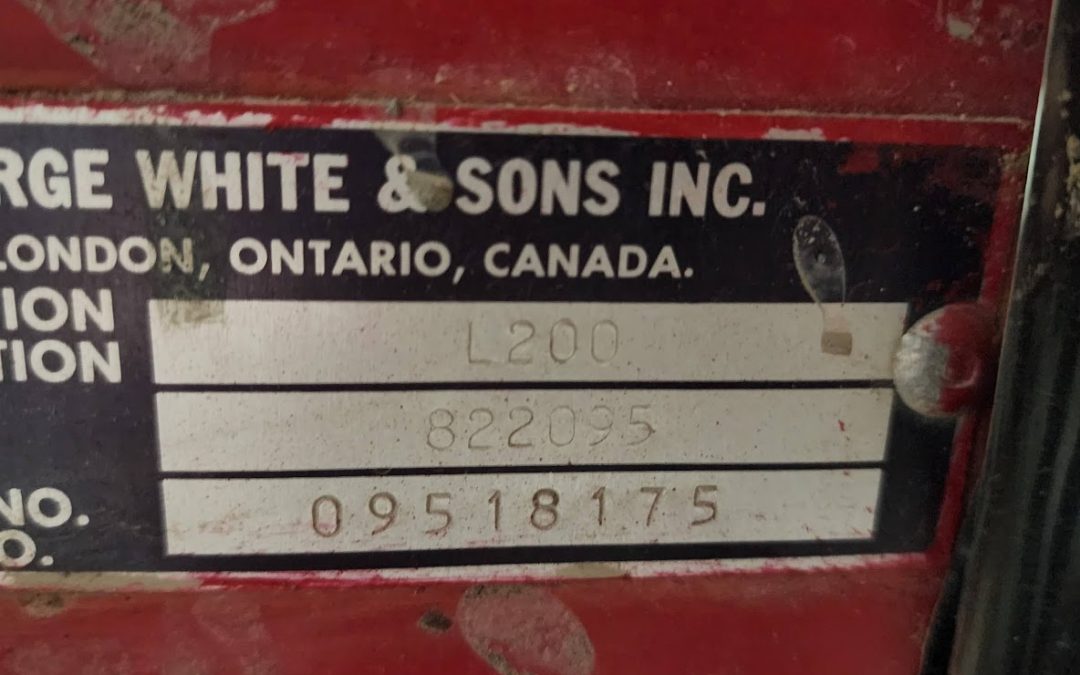 RGE WHITE & SONS INC.
LONDON, ONTARIO, CANADA.
ION
TION
L200
822095
NO.
O.
09518175